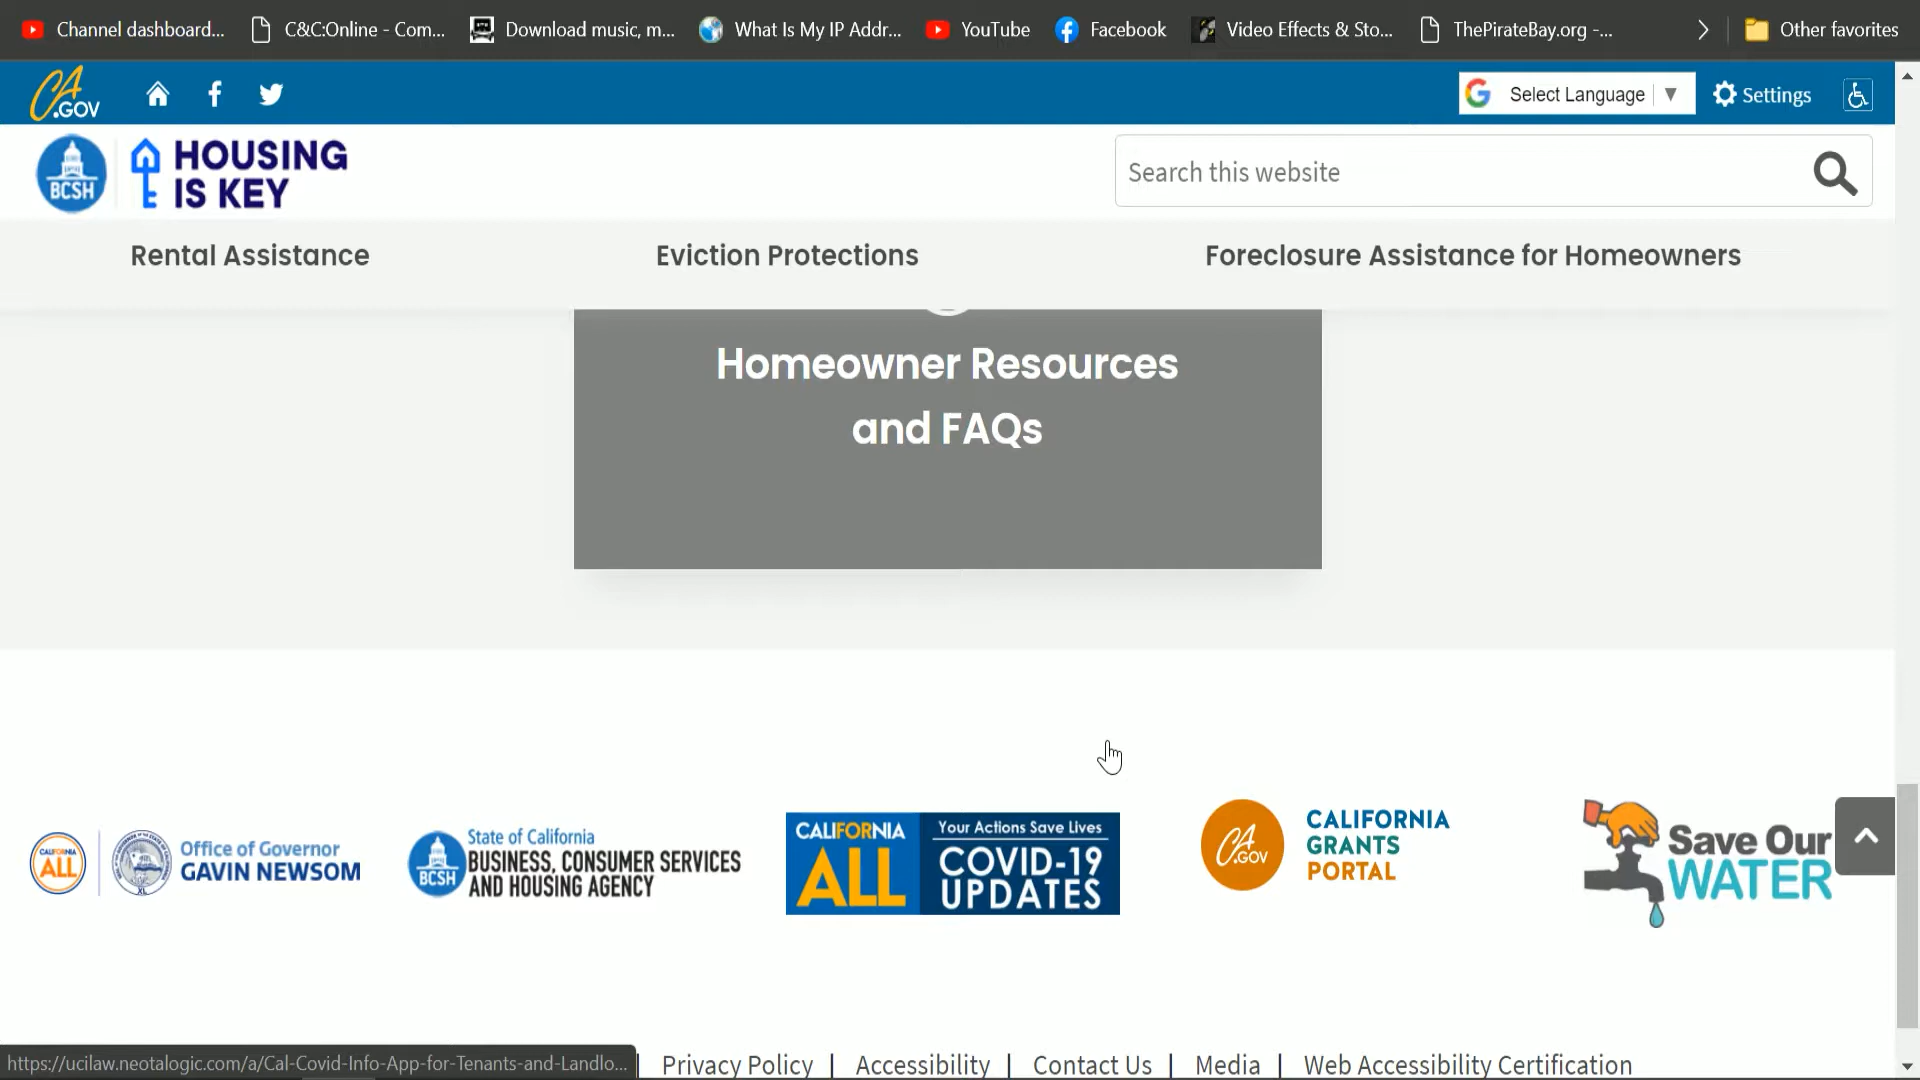 Channel dashboard...
C&C:Online - Com...
Download music, m...
What Is My IP Addr...
YouTube
Facebook
Video Effects & Sto...
ThePirateBay.org -...
Other favorites
CA.GOV
Select Language ▼
Settings
BCSH
HOUSING
IS KEY
Search this website
Rental Assistance
Eviction Protections
Foreclosure Assistance for Homeowners
Homeowner Resources
and FAQs
CALIFORNIA
ALL
Office of Governor
GAVIN NEWSOM
BCSH
State of California
BUSINESS, CONSUMER SERVICES
AND HOUSING AGENCY
CALIFORNIA
ALL
Your Actions Save Lives
COVID-19
UPDATES
CA.GOV
CALIFORNIA
GRANTS
PORTAL
Save Our
WATER
https://ucilaw.neotalogic.com/a/Cal-Covid-Info-App-for-Tenants-and-Landlo...
| Privacy Policy | Accessibility | Contact Us | Media | Web Accessibility Certification